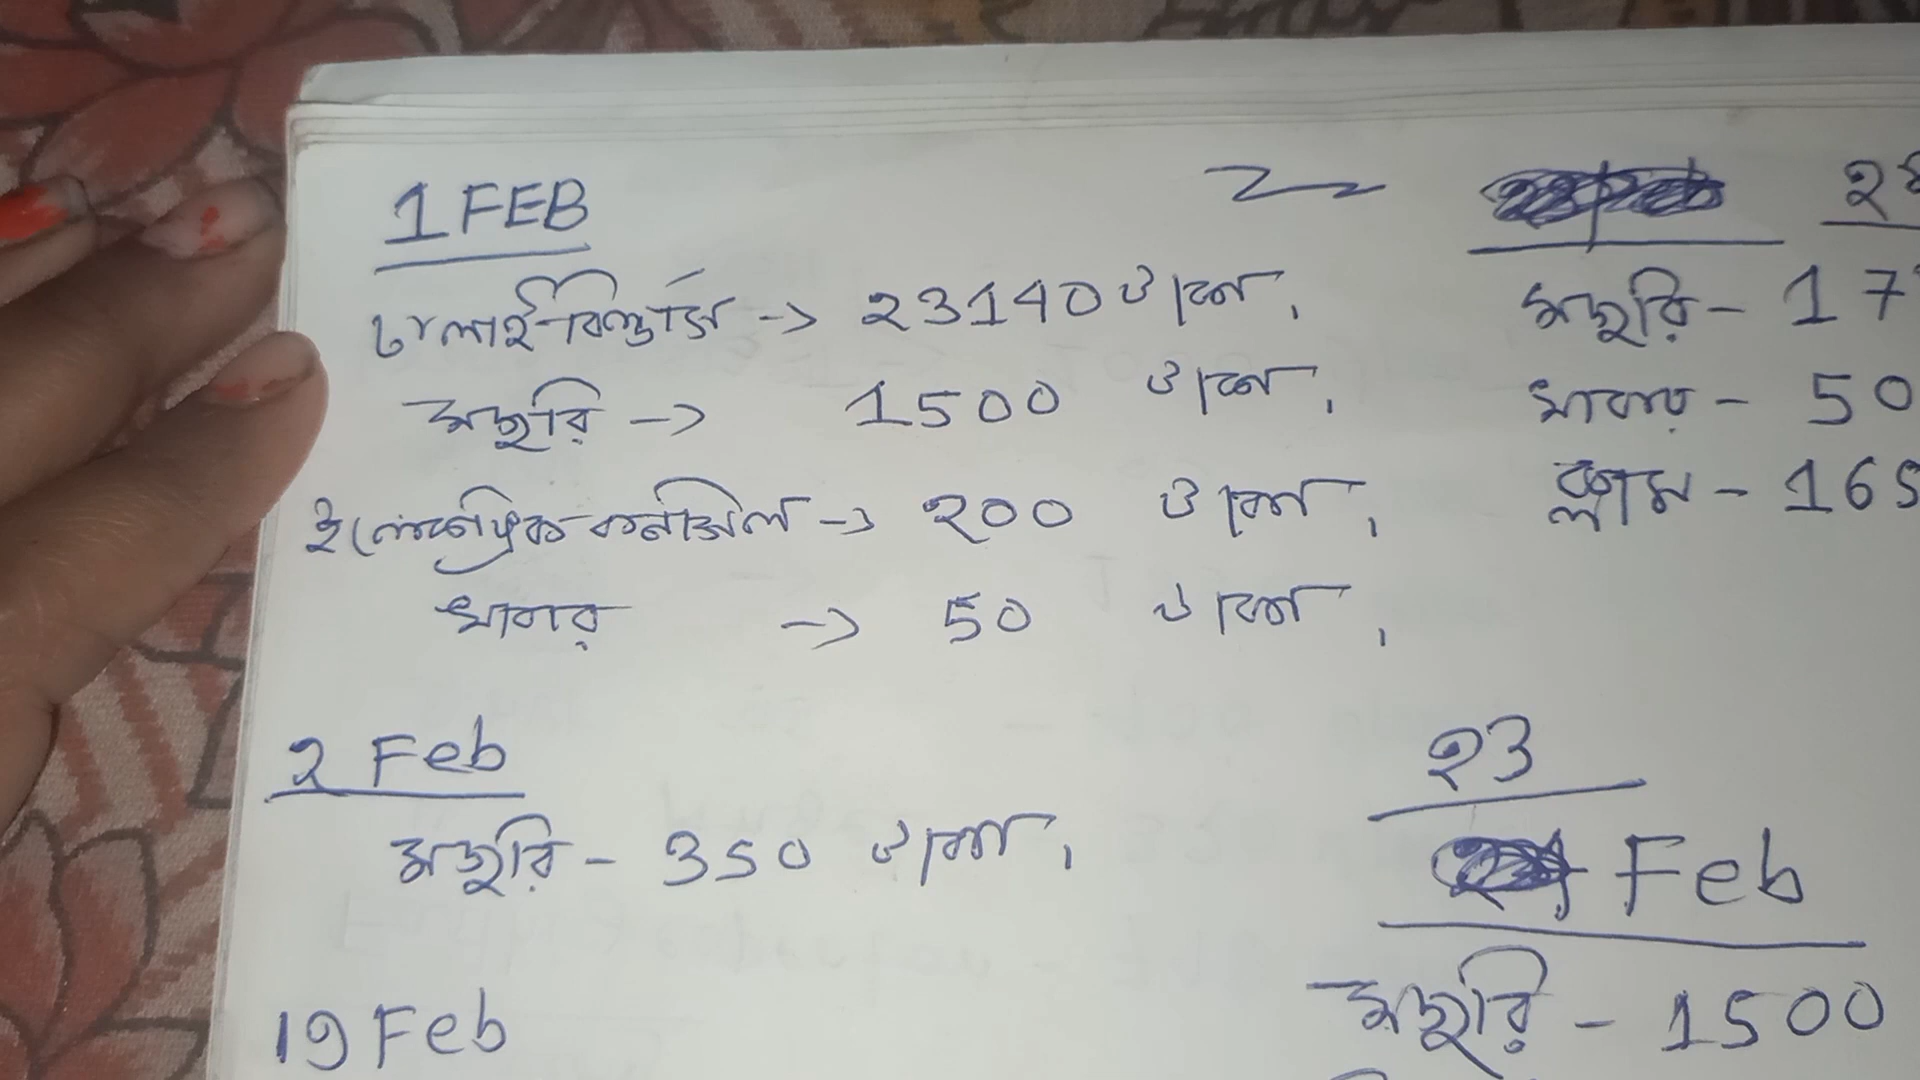 1 FEB
ঢালাই বিল্ডার্স → 23140 টাকা,
মজুরি → 1500 টাকা,
ইলেকট্রিক কনসিল → 200 টাকা,
খাবার → 50 টাকা,
2 Feb
মজুরি - 350 টাকা,
19 Feb
মজুরি - 17
খাবার - 50
ক্লাম - 165
23
Feb
মজুরি - 1500